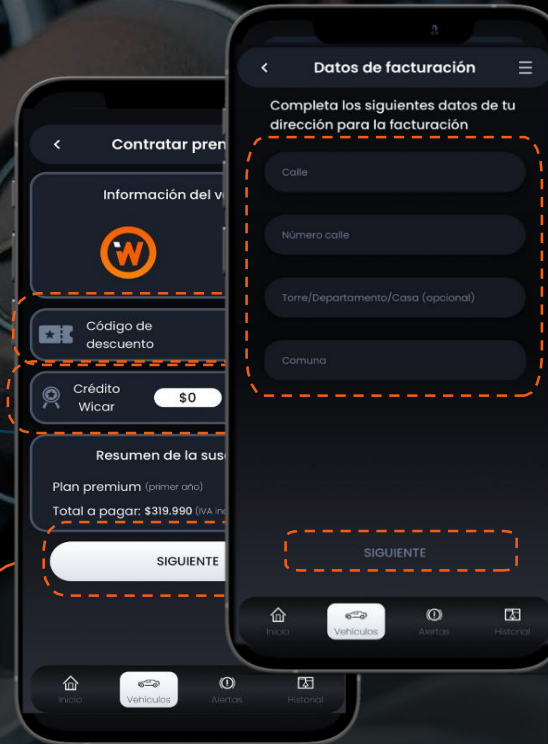 Contratar pren
Información del v
W
Código de
descuento
Crédito
Wicar
$0
Resumen de la sus
Plan premium (primer año)
Total a pagar: $319.990 (IVA inc
SIGUIENTE
Inicio
Vehículos
Alertas
Historial
Datos de facturación
Completa los siguientes datos de tu
dirección para la facturación
Calle
Número calle
Torre/Departamento/Casa (opcional)
Comuna
SIGUIENTE
Inicio
Vehículos
Alertas
Historial